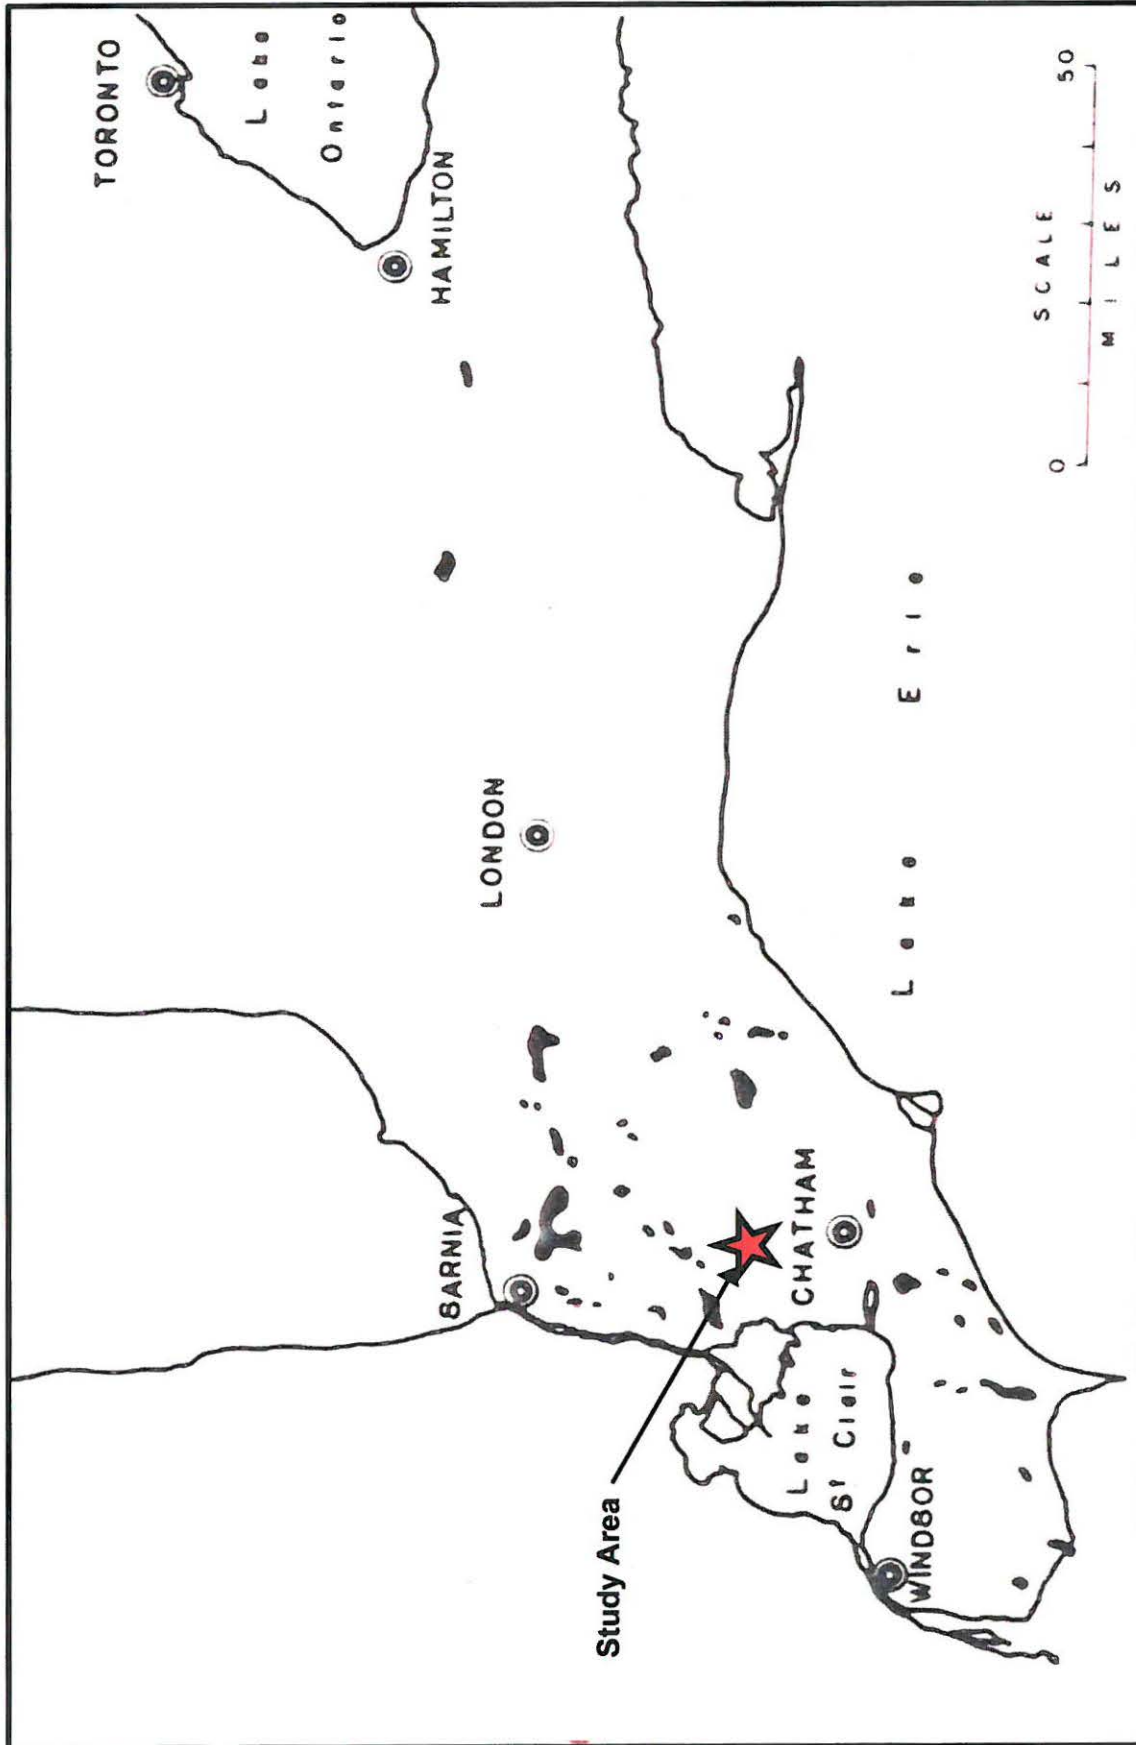 TORONTO
Lake
Ontario
HAMILTON
SARNIA
LONDON
Study Area
Lake
CHATHAM
St Clair
Lake Erie
WINDSOR
SCALE
0 50
MILES